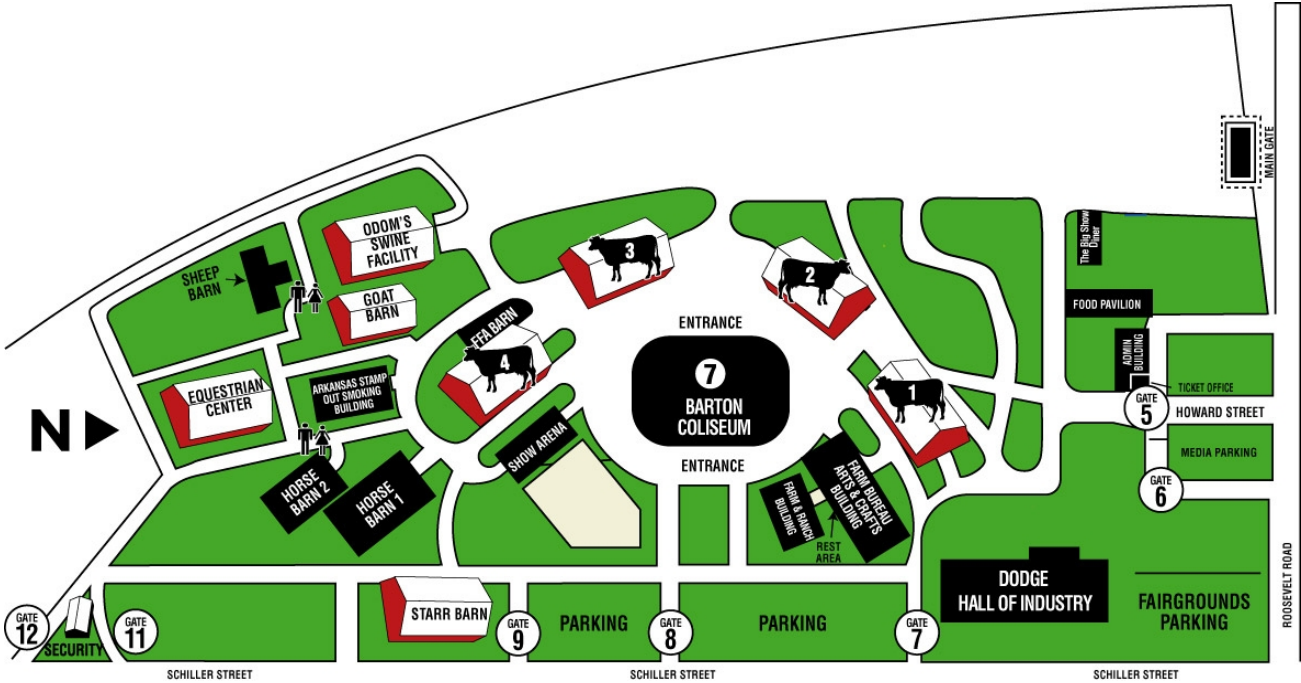 MAIN GATE
ROOSEVELT ROAD
ODOM'S
SWINE
FACILITY
SHEEP
BARN
GOAT
BARN
FFA BARN
3
2
4
1
ENTRANCE
7
BARTON
COLISEUM
ENTRANCE
The Big Show
Diner
FOOD PAVILION
ADMIN
BUILDING
TICKET OFFICE
GATE
5
HOWARD STREET
MEDIA PARKING
GATE
6
N
EQUESTRIAN
CENTER
ARKANSAS STAMP
OUT SMOKING
BUILDING
HORSE
BARN 2
HORSE
BARN 1
SHOW ARENA
FARM & RANCH
BUILDING
REST
AREA
FARM BUREAU
ARTS & CRAFTS
BUILDING
DODGE
HALL OF INDUSTRY
FAIRGROUNDS
PARKING
GATE
12
SECURITY
GATE
11
STARR BARN
GATE
9
PARKING
GATE
8
PARKING
GATE
7
SCHILLER STREET
SCHILLER STREET
SCHILLER STREET